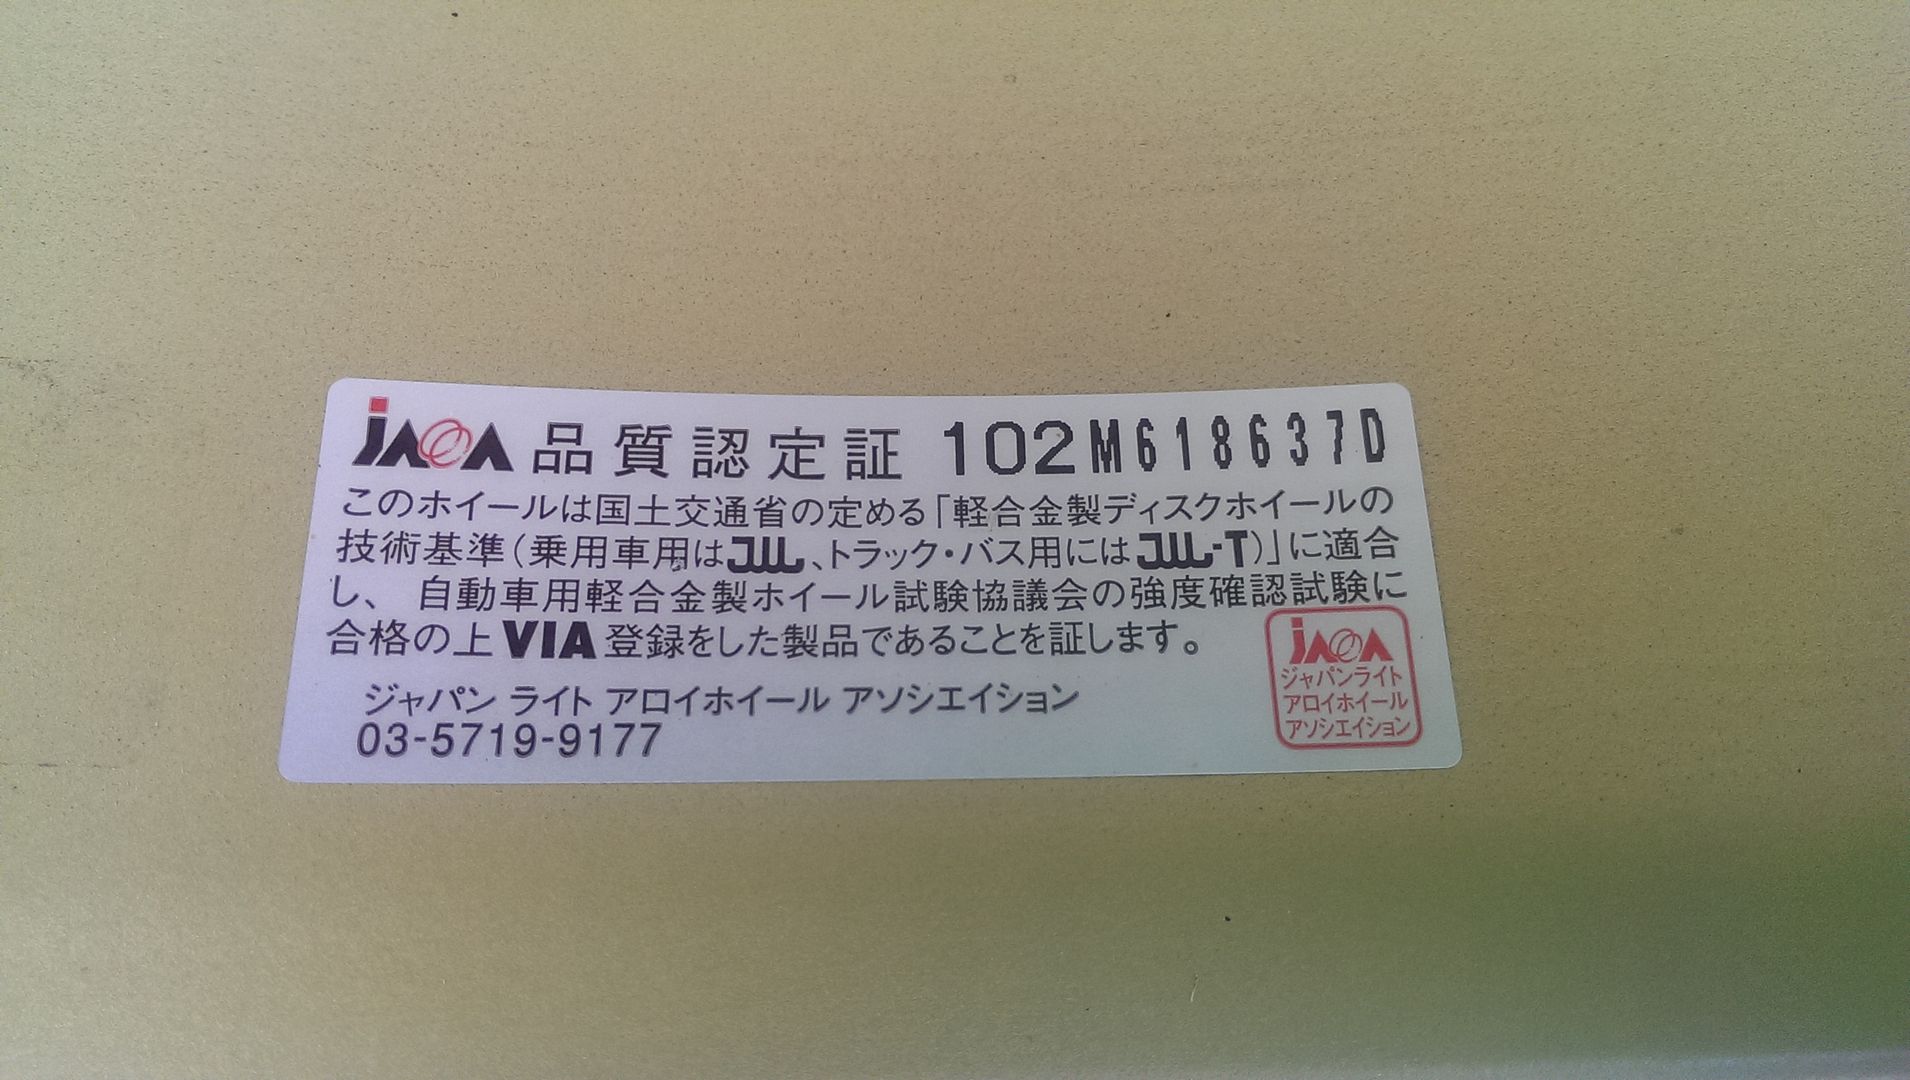 JAWA 品質認定証 102M618637D
このホイールは国土交通省の定める「軽合金製ディスクホイールの
技術基準(乗用車用はJWL、トラック・バス用にはJWL-T)」に適合
し、自動車用軽合金製ホイール試験協議会の強度確認試験に
合格の上VIA登録をした製品であることを証します。
ジャパン ライト アロイホイール アソシエイション
03-5719-9177
JAWA
ジャパンライト
アロイホイール
アソシエイション